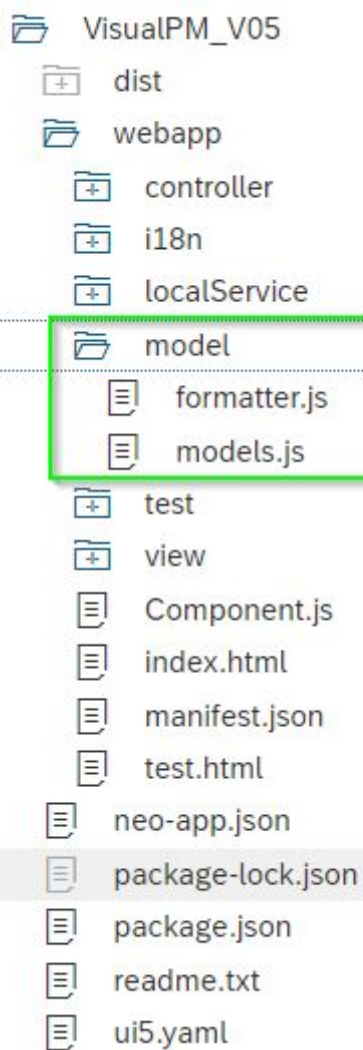 VisualPM_V05
dist
webapp
controller
i18n
localService
model
formatter.js
models.js
test
view
Component.js
index.html
manifest.json
test.html
neo-app.json
package-lock.json
package.json
readme.txt
ui5.yaml